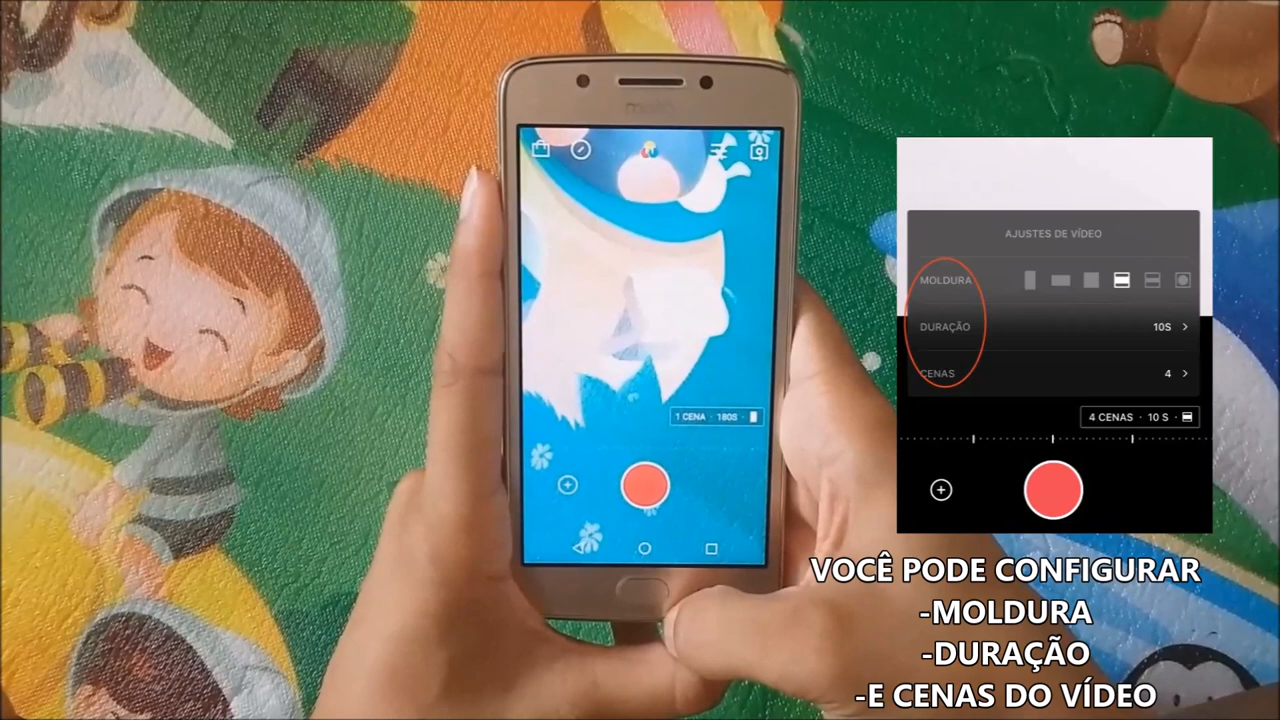 moto
1 CENA · 180S ·
AJUSTES DE VÍDEO
MOLDURA
DURAÇÃO
10S
CENAS
4
4 CENAS · 10 S ·
VOCÊ PODE CONFIGURAR
-MOLDURA
-DURAÇÃO
-E CENAS DO VÍDEO